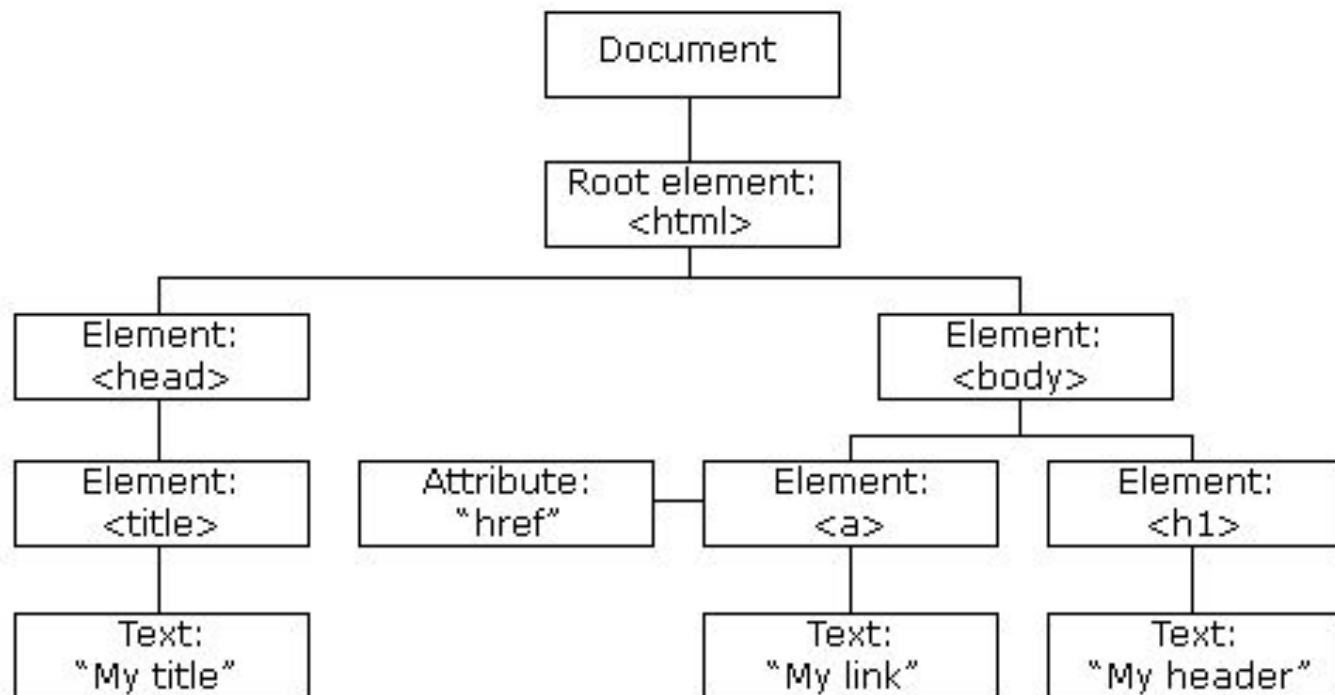 Document
Root element:
<html>
Element:
<head>
Element:
<body>
Element:
<title>
Attribute:
“href”
Element:
<a>
Element:
<h1>
Text:
“My title”
Text:
“My link”
Text:
“My header”